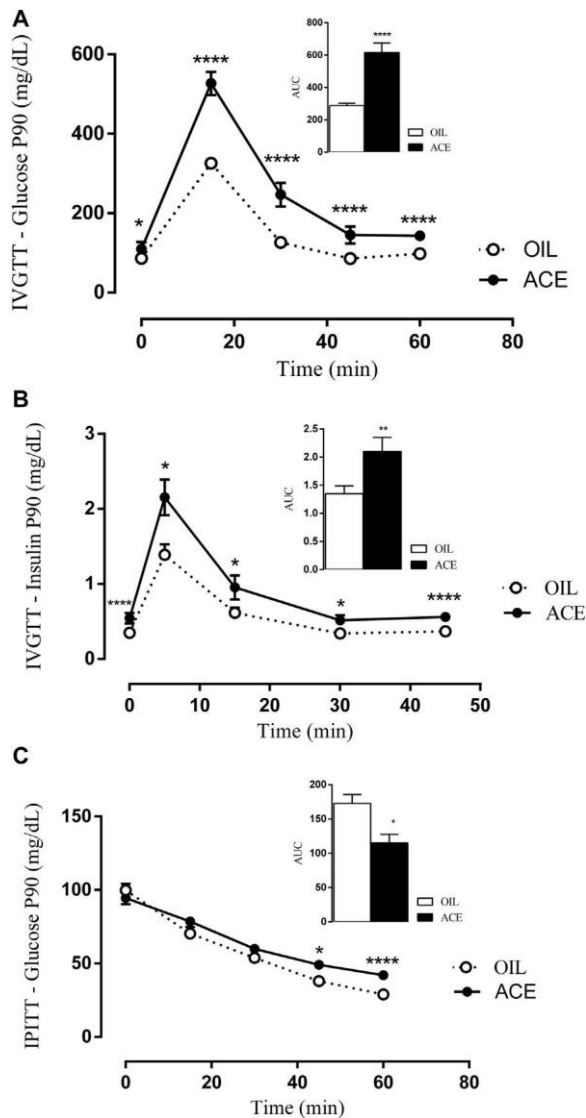 A
IVGTT - Glucose P90 (mg/dL)
600
400
200
0
0 20 40 60 80
Time (min)
*
****
****
****
****
OIL
ACE
AUC
800
600
400
200
0
****
OIL
ACE
B
IVGTT - Insulin P90 (mg/dL)
3
2
1
0
0 10 20 30 40 50
Time (min)
****
*
*
*
****
OIL
ACE
AUC
2.5
2.0
1.5
1.0
0.5
0.0
**
OIL
ACE
C
IPITT - Glucose P90 (mg/dL)
150
100
50
0
0 20 40 60 80
Time (min)
*
****
OIL
ACE
AUC
200
150
100
50
0
*
OIL
ACE